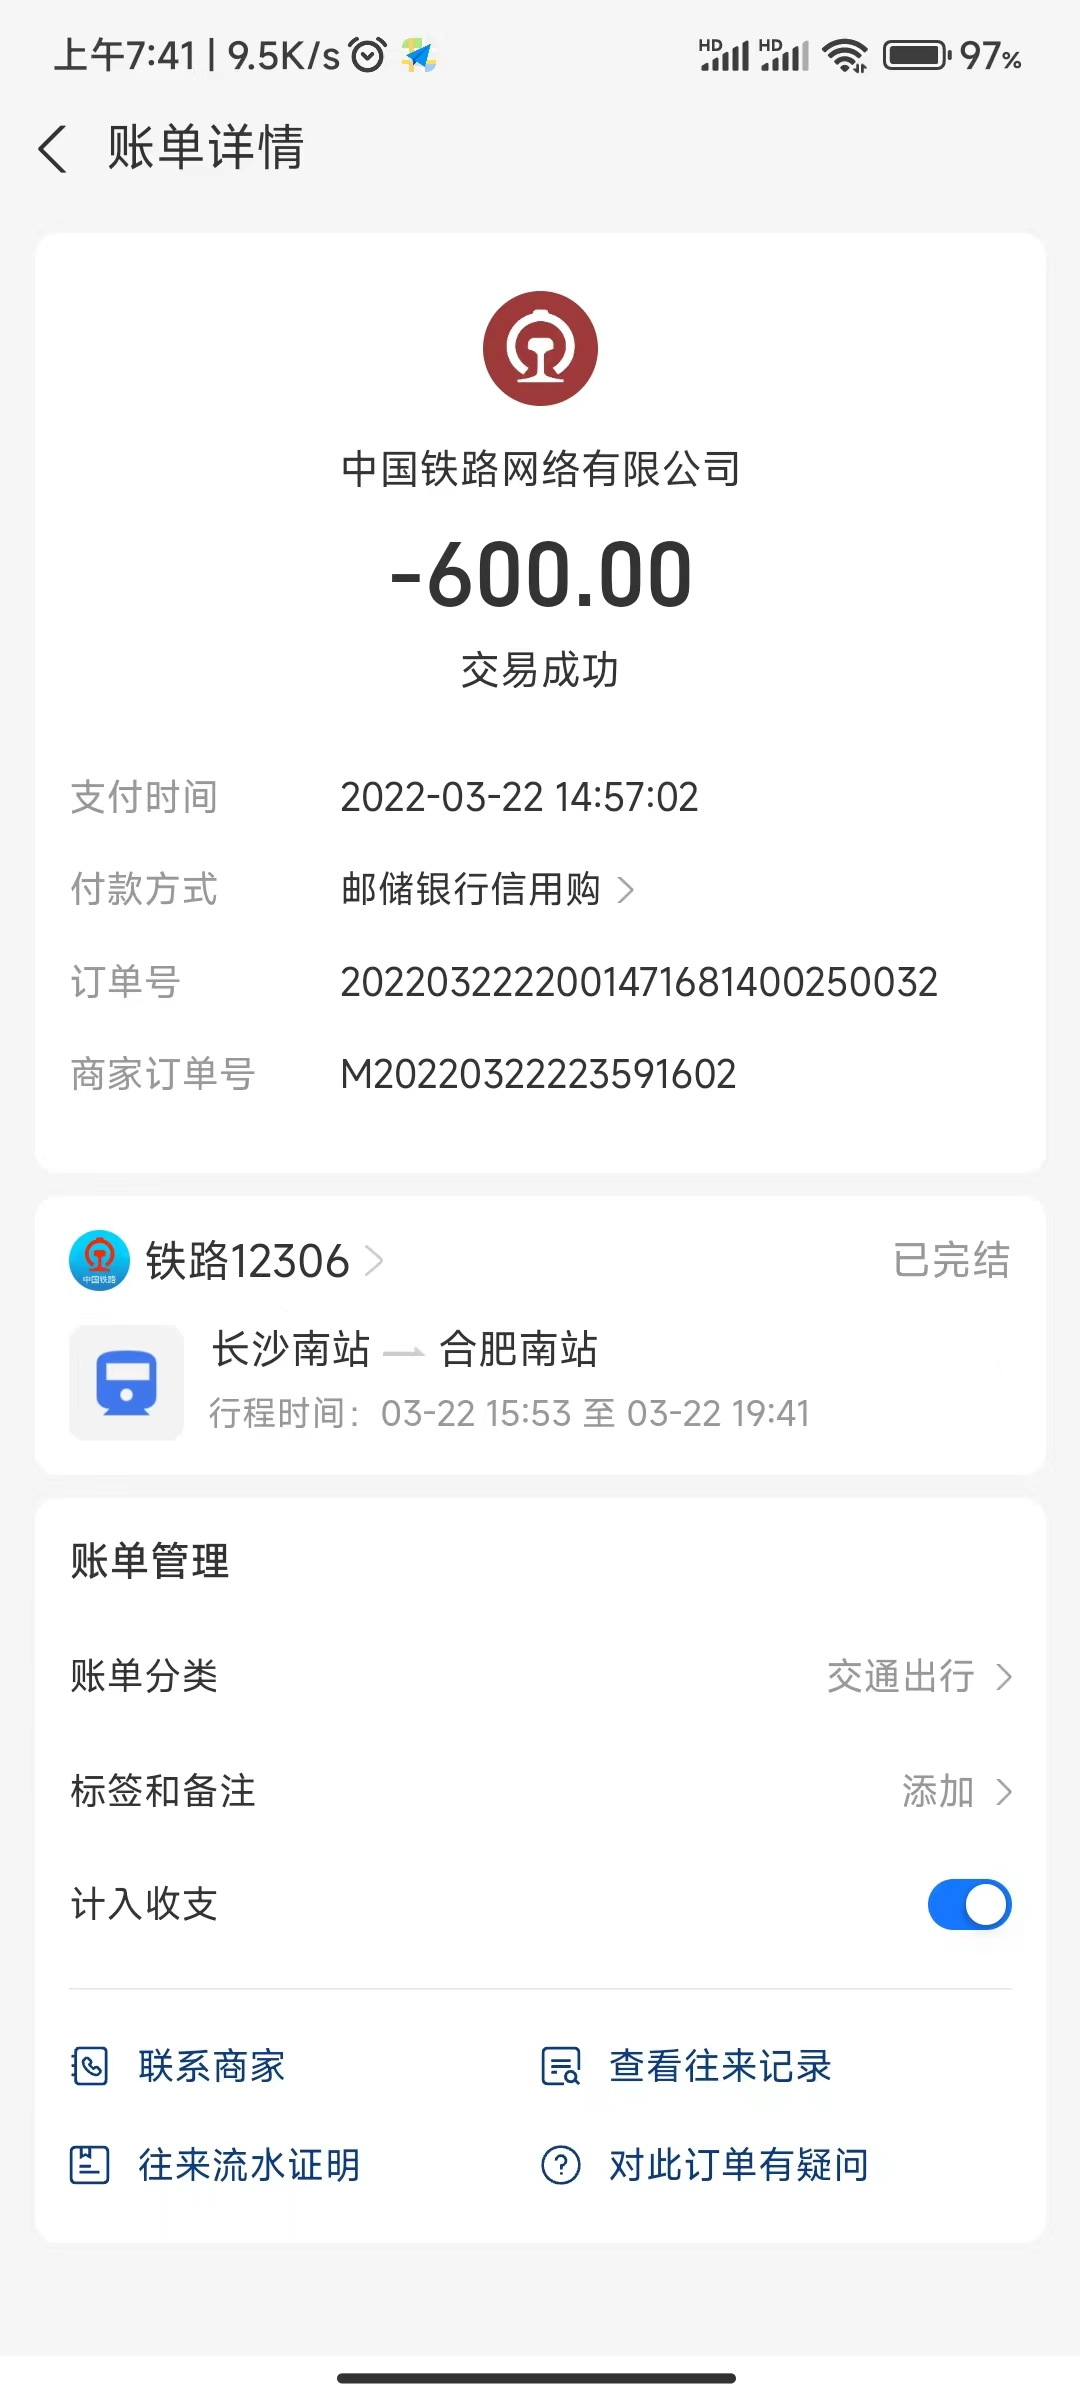 上午7:41 | 9.5K/s
HD HD 97%
账单详情
中国铁路网络有限公司
-600.00
交易成功
支付时间 2022-03-22 14:57:02
付款方式 邮储银行信用购
订单号 2022032222001471681400250032
商家订单号 M20220322223591602
中国铁路
铁路12306 已完结
长沙南站 合肥南站
行程时间：03-22 15:53 至 03-22 19:41
账单管理
账单分类 交通出行
标签和备注 添加
计入收支
联系商家 查看往来记录
往来流水证明 对此订单有疑问